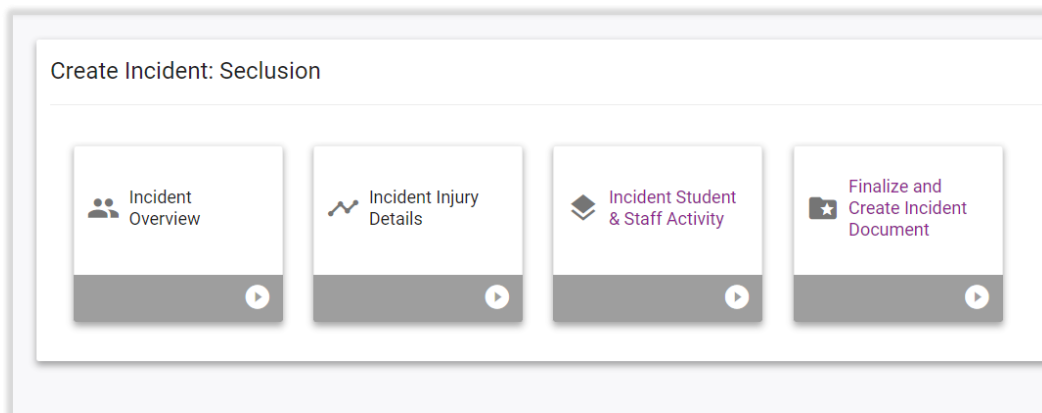 Create Incident: Seclusion
Incident
Overview
Incident Injury
Details
Incident Student
& Staff Activity
Finalize and
Create Incident
Document